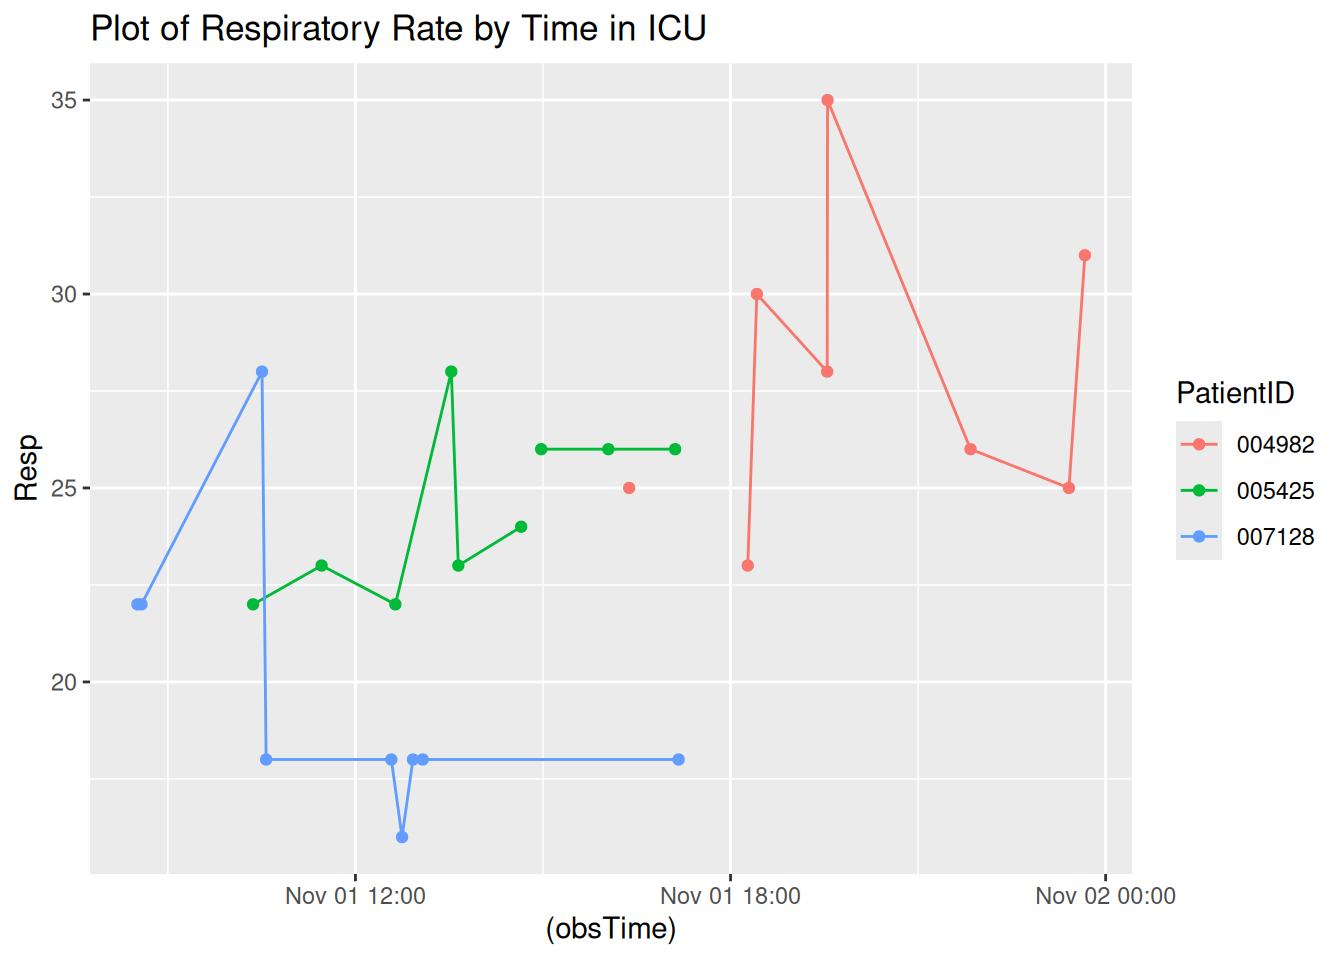 Plot of Respiratory Rate by Time in ICU
35
30
25
20
Resp
Nov 01 12:00
Nov 01 18:00
Nov 02 00:00
(obsTime)
PatientID
004982
005425
007128